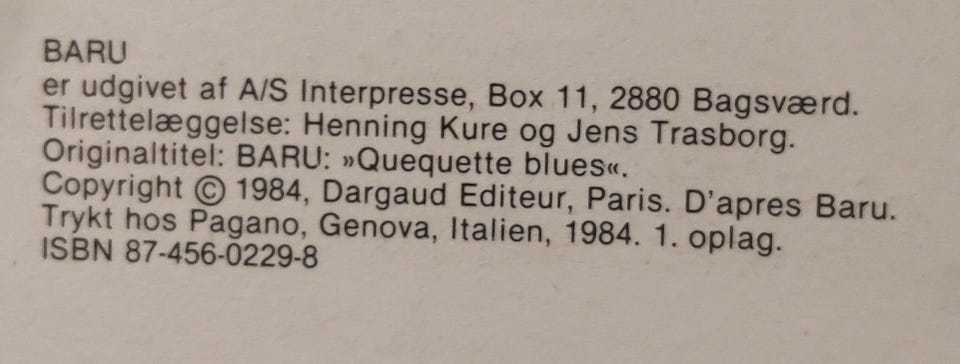 BARU
er udgivet af A/S Interpresse, Box 11, 2880 Bagsværd.
Tilrettelæggelse: Henning Kure og Jens Trasborg.
Originaltitel: BARU: »Quequette blues«.
Copyright © 1984, Dargaud Editeur, Paris. D'apres Baru.
Trykt hos Pagano, Genova, Italien, 1984. 1. oplag.
ISBN 87-456-0229-8